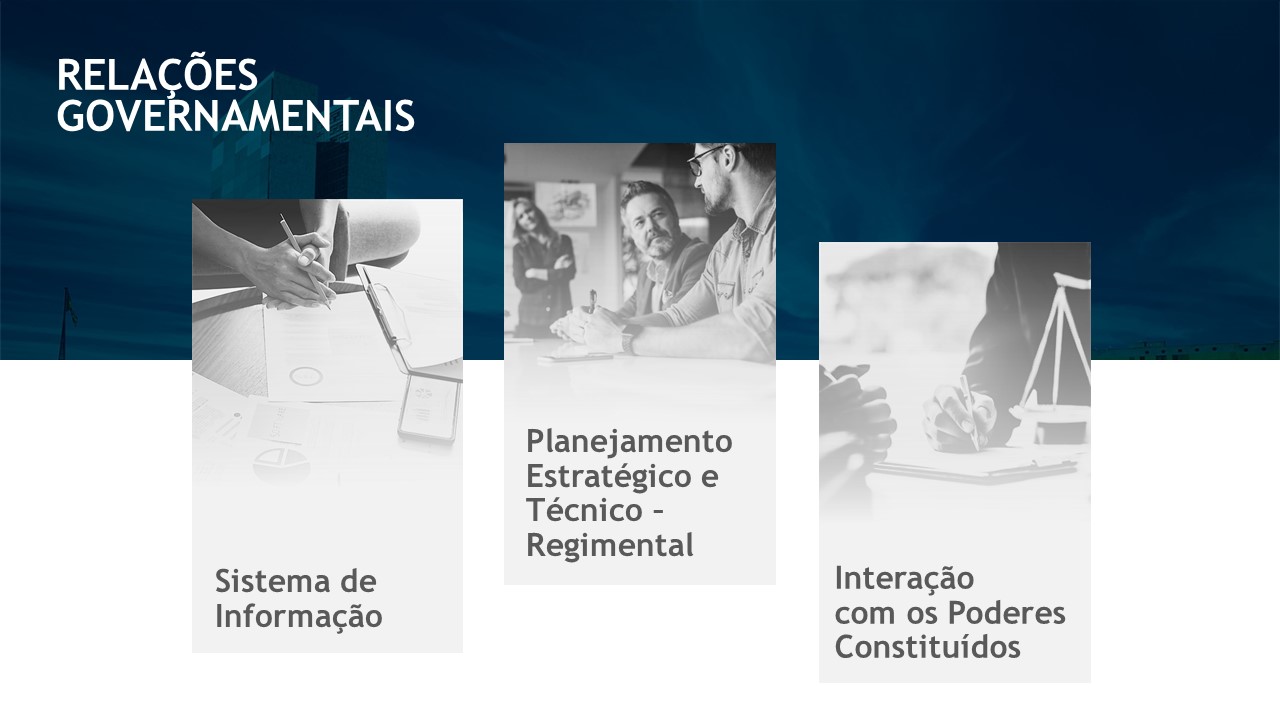 RELAÇÕES
GOVERNAMENTAIS
Sistema de
Informação
Planejamento
Estratégico e
Técnico –
Regimental
Interação
com os Poderes
Constituídos